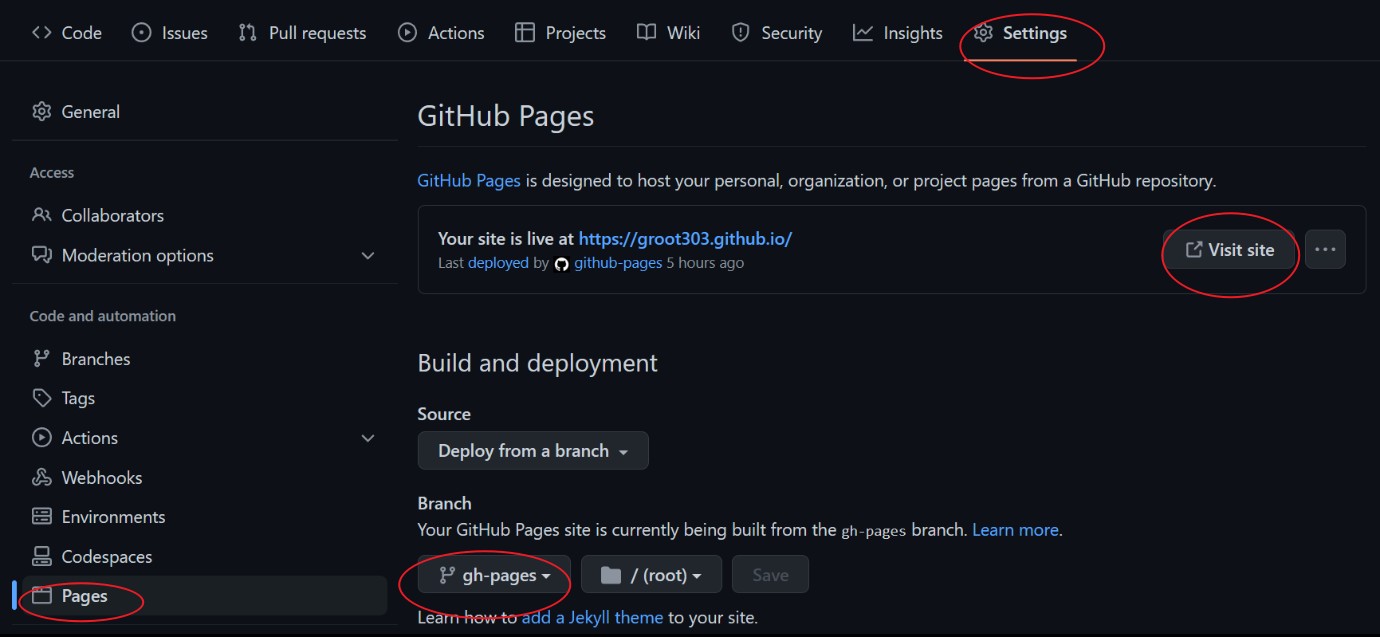 Code Issues Pull requests Actions Projects Wiki Security Insights Settings
General
Access
Collaborators
Moderation options
Code and automation
Branches
Tags
Actions
Webhooks
Environments
Codespaces
Pages
GitHub Pages
GitHub Pages is designed to host your personal, organization, or project pages from a GitHub repository.
Your site is live at https://groot303.github.io/
Last deployed by github-pages 5 hours ago
Visit site
Build and deployment
Source
Deploy from a branch
Branch
Your GitHub Pages site is currently being built from the gh-pages branch. Learn more.
gh-pages / (root) Save
Learn how to add a Jekyll theme to your site.